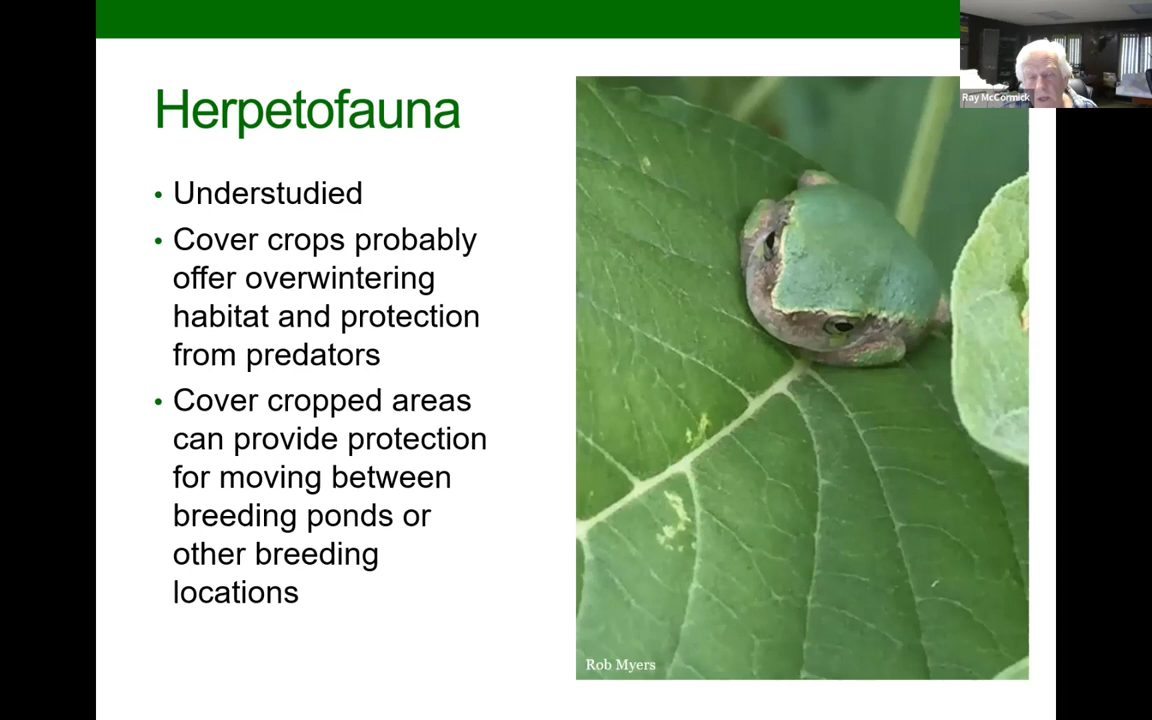 Herpetofauna
• Understudied
• Cover crops probably
offer overwintering
habitat and protection
from predators
• Cover cropped areas
can provide protection
for moving between
breeding ponds or
other breeding
locations
Rob Myers
Ray McCormick